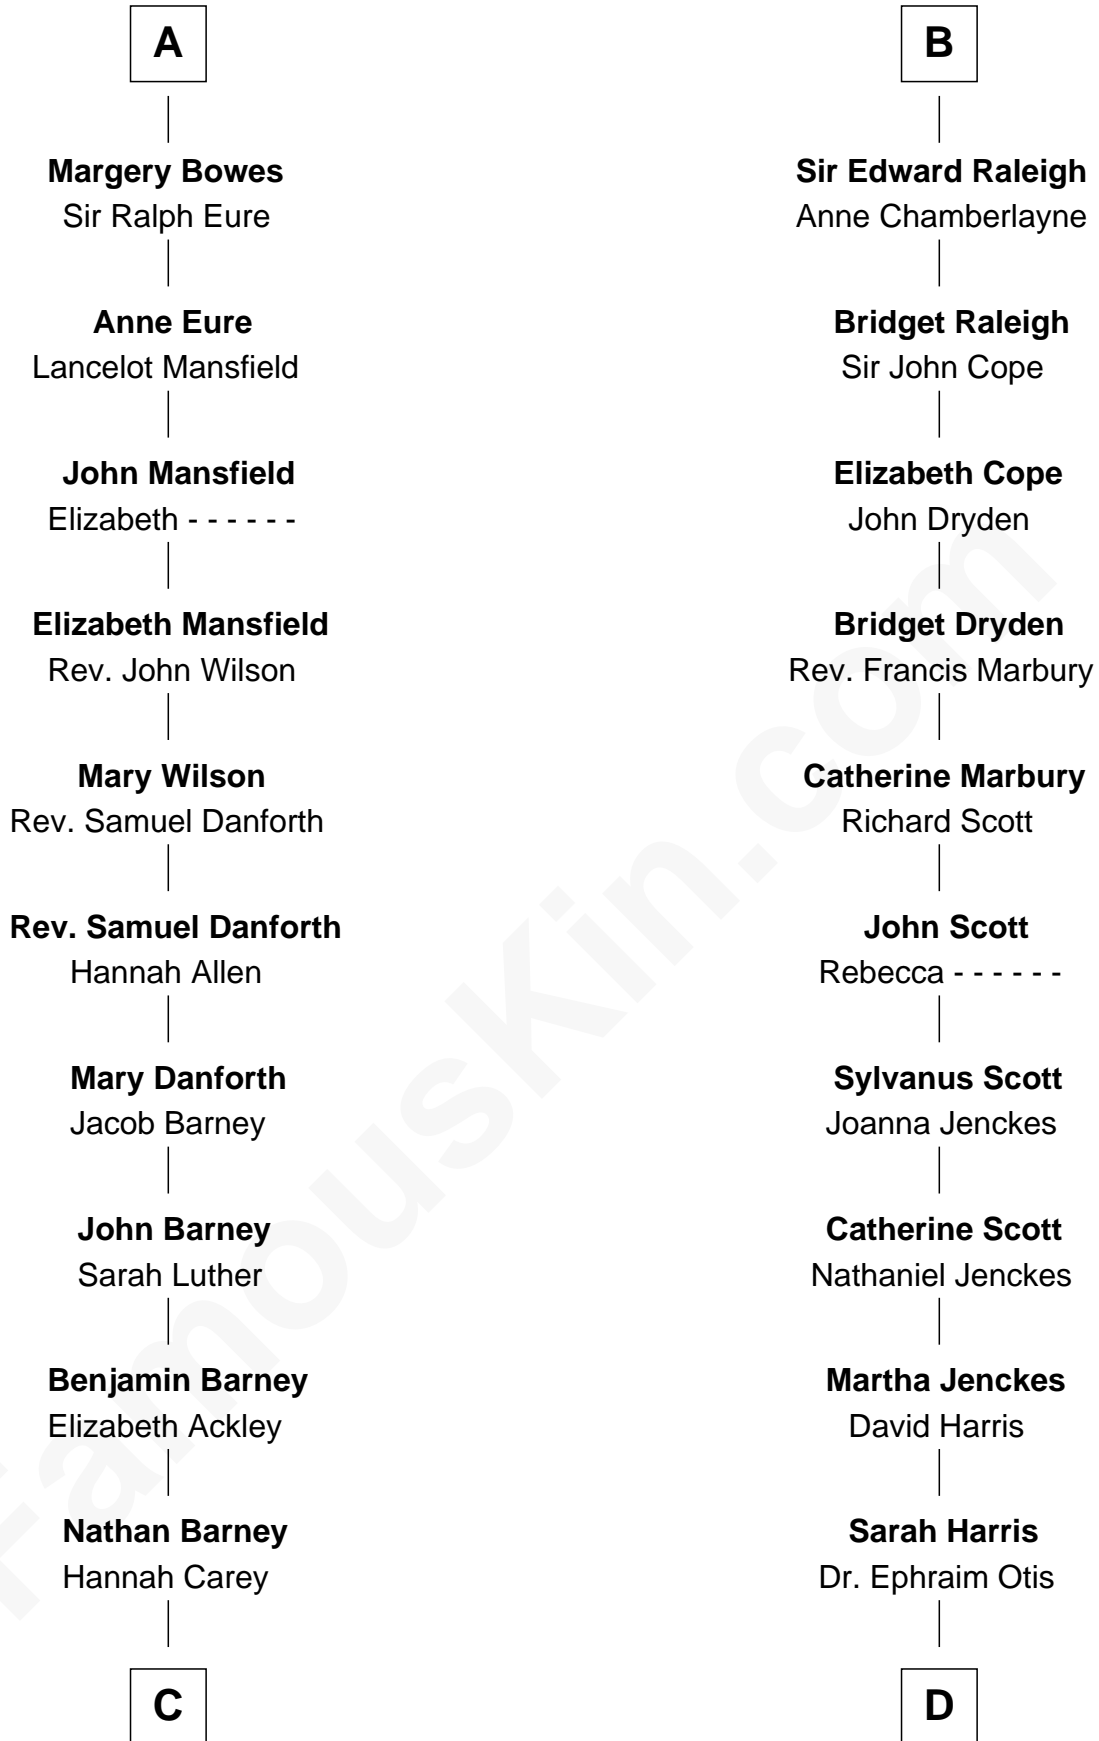 A
Margery Bowes
Sir Ralph Eure
Anne Eure
Lancelot Mansfield
John Mansfield
Elizabeth - - - - - -
Elizabeth Mansfield
Rev. John Wilson
Mary Wilson
Rev. Samuel Danforth
Rev. Samuel Danforth
Hannah Allen
Mary Danforth
Jacob Barney
John Barney
Sarah Luther
Benjamin Barney
Elizabeth Ackley
Nathan Barney
Hannah Carey
C
B
Sir Edward Raleigh
Anne Chamberlayne
Bridget Raleigh
Sir John Cope
Elizabeth Cope
John Dryden
Bridget Dryden
Rev. Francis Marbury
Catherine Marbury
Richard Scott
John Scott
Rebecca - - - - - -
Sylvanus Scott
Joanna Jenckes
Catherine Scott
Nathaniel Jenckes
Martha Jenckes
David Harris
Sarah Harris
Dr. Ephraim Otis
D
FamousKin.com